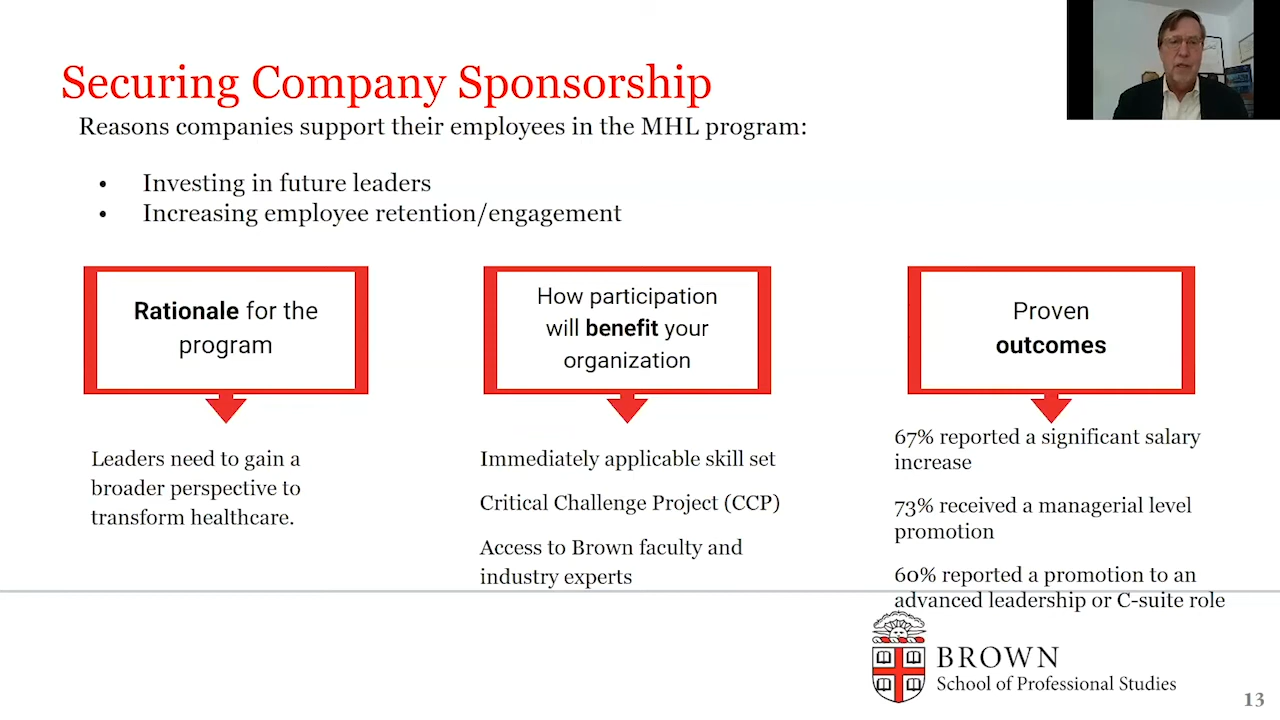 Securing Company Sponsorship
Reasons companies support their employees in the MHL program:
• Investing in future leaders
• Increasing employee retention/engagement
Rationale for the
program
Leaders need to gain a
broader perspective to
transform healthcare.
How participation
will benefit your
organization
Immediately applicable skill set
Critical Challenge Project (CCP)
Access to Brown faculty and
industry experts
Proven
outcomes
67% reported a significant salary
increase
73% received a managerial level
promotion
60% reported a promotion to an
advanced leadership or C-suite role
BROWN
School of Professional Studies
13